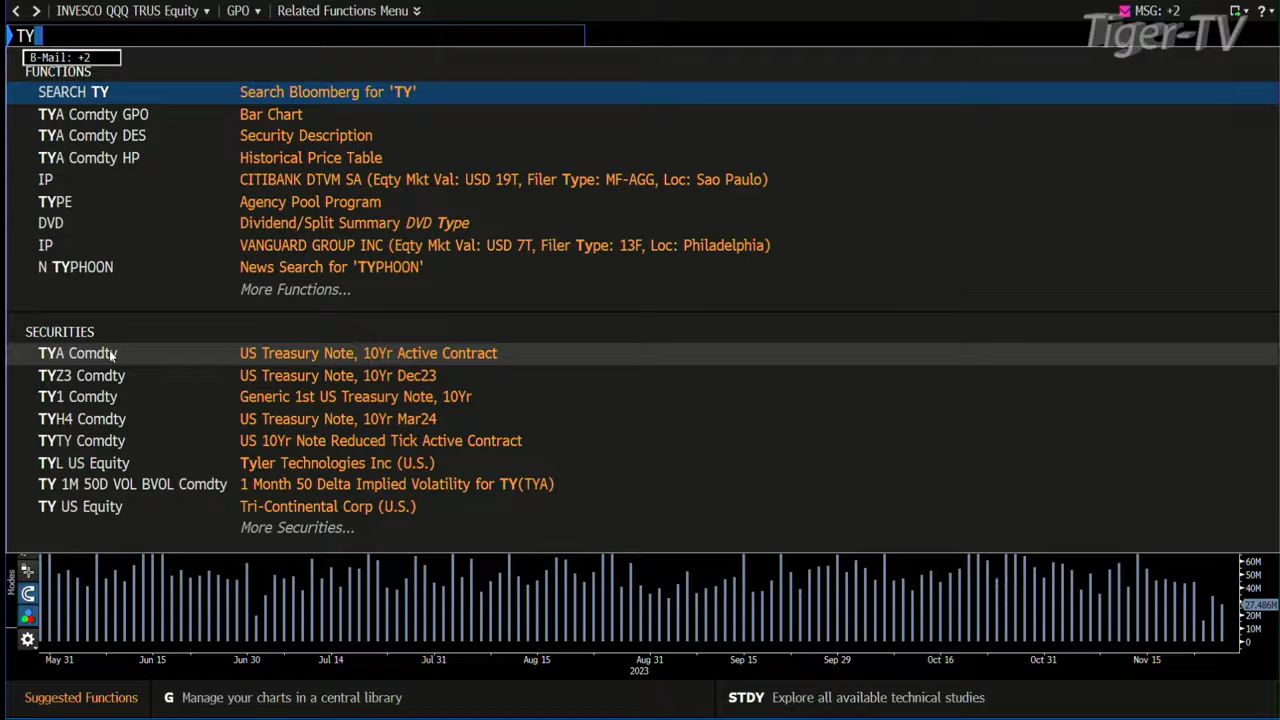 INVESCO QQQ TRUS Equity GPO Related Functions Menu MSG: +2 ?
Tiger-TV
TY
B-Mail: +2
FUNCTIONS
SEARCH TY Search Bloomberg for 'TY'
TYA Comdty GPO Bar Chart
TYA Comdty DES Security Description
TYA Comdty HP Historical Price Table
IP CITIBANK DTVM SA (Eqty Mkt Val: USD 19T, Filer Type: MF-AGG, Loc: Sao Paulo)
TYPE Agency Pool Program
DVD Dividend/Split Summary DVD Type
IP VANGUARD GROUP INC (Eqty Mkt Val: USD 7T, Filer Type: 13F, Loc: Philadelphia)
N TYPHOON News Search for 'TYPHOON'
More Functions...
SECURITIES
TYA Comdty US Treasury Note, 10Yr Active Contract
TYZ3 Comdty US Treasury Note, 10Yr Dec23
TY1 Comdty Generic 1st US Treasury Note, 10Yr
TYH4 Comdty US Treasury Note, 10Yr Mar24
TYTY Comdty US 10Yr Note Reduced Tick Active Contract
TYL US Equity Tyler Technologies Inc (U.S.)
TY 1M 50D VOL BVOL Comdty 1 Month 50 Delta Implied Volatility for TY(TYA)
TY US Equity Tri-Continental Corp (U.S.)
More Securities...
Modes
60M
50M
40M
27.486M
20M
10M
0
May 31 Jun 15 Jun 30 Jul 14 Jul 31 Aug 15 Aug 31 Sep 15 Sep 29 Oct 16 Oct 31 Nov 15
2023
Suggested Functions G Manage your charts in a central library STDY Explore all available technical studies